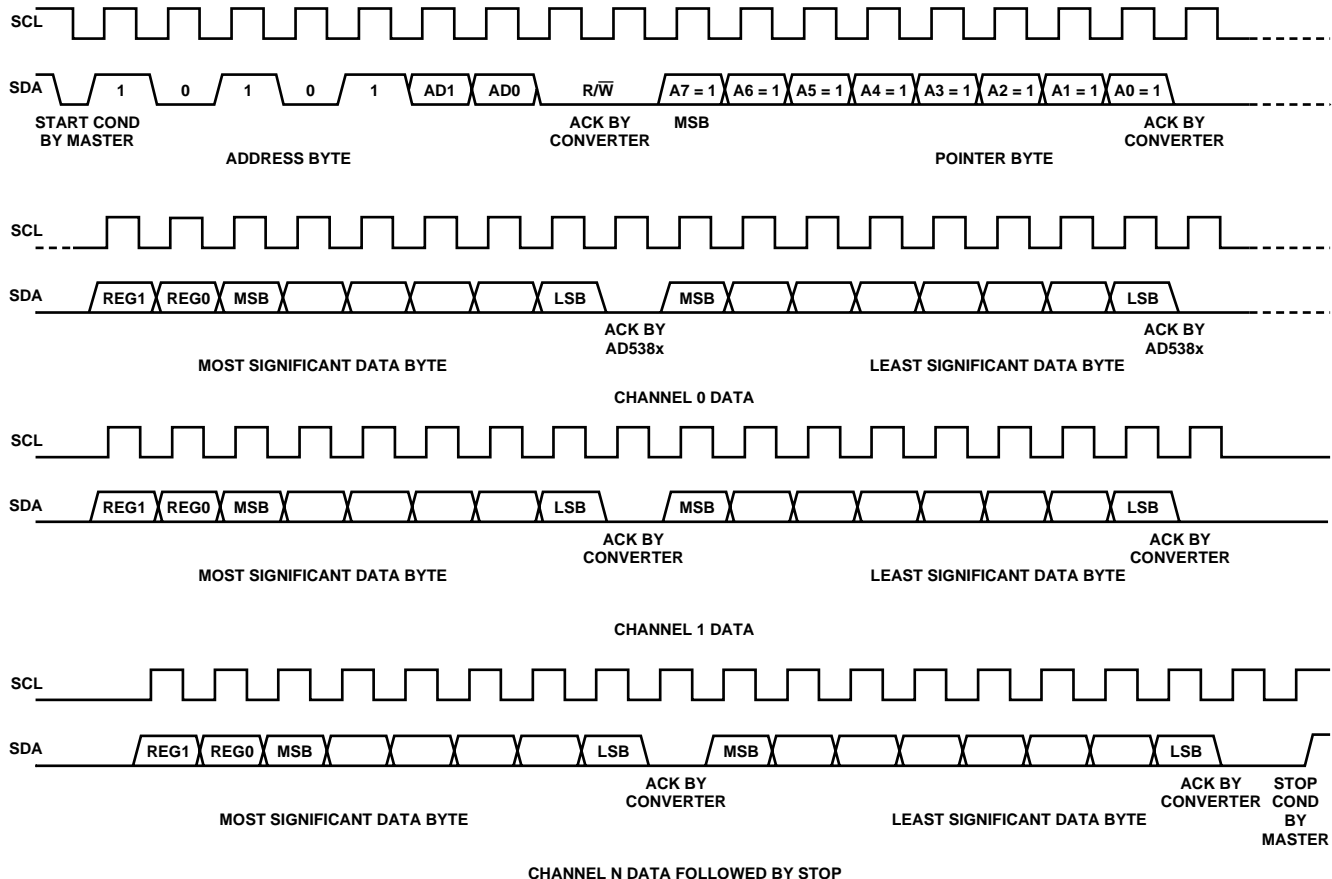 SCL
SDA 1 0 1 0 1 AD1 AD0 R/W̅ A7 = 1 A6 = 1 A5 = 1 A4 = 1 A3 = 1 A2 = 1 A1 = 1 A0 = 1
START COND BY MASTER
ACK BY CONVERTER
MSB
ACK BY CONVERTER
ADDRESS BYTE
POINTER BYTE
SCL
SDA REG1 REG0 MSB LSB MSB LSB
ACK BY AD538x
ACK BY AD538x
MOST SIGNIFICANT DATA BYTE
LEAST SIGNIFICANT DATA BYTE
CHANNEL 0 DATA
SCL
SDA REG1 REG0 MSB LSB MSB LSB
ACK BY CONVERTER
ACK BY CONVERTER
MOST SIGNIFICANT DATA BYTE
LEAST SIGNIFICANT DATA BYTE
CHANNEL 1 DATA
SCL
SDA REG1 REG0 MSB LSB MSB LSB
ACK BY CONVERTER
ACK BY CONVERTER
STOP COND BY MASTER
MOST SIGNIFICANT DATA BYTE
LEAST SIGNIFICANT DATA BYTE
CHANNEL N DATA FOLLOWED BY STOP